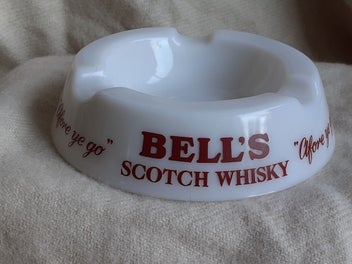 "Afore ye go"
BELL'S
SCOTCH WHISKY
"Afore ye